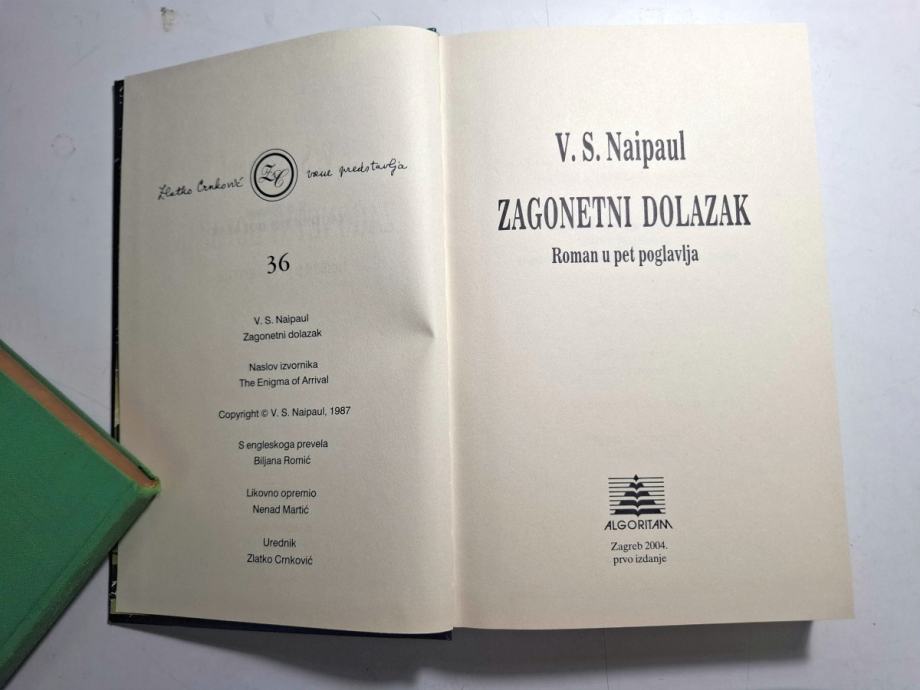 Zlatko Crnković ZC vam predstavlja
36
V. S. Naipaul
Zagonetni dolazak
Naslov izvornika
The Enigma of Arrival
Copyright © V. S. Naipaul, 1987
S engleskoga prevela
Biljana Romić
Likovno opremio
Nenad Martić
Urednik
Zlatko Crnković
V. S. Naipaul
ZAGONETNI DOLAZAK
Roman u pet poglavlja
ALGORITAM
Zagreb 2004.
prvo izdanje